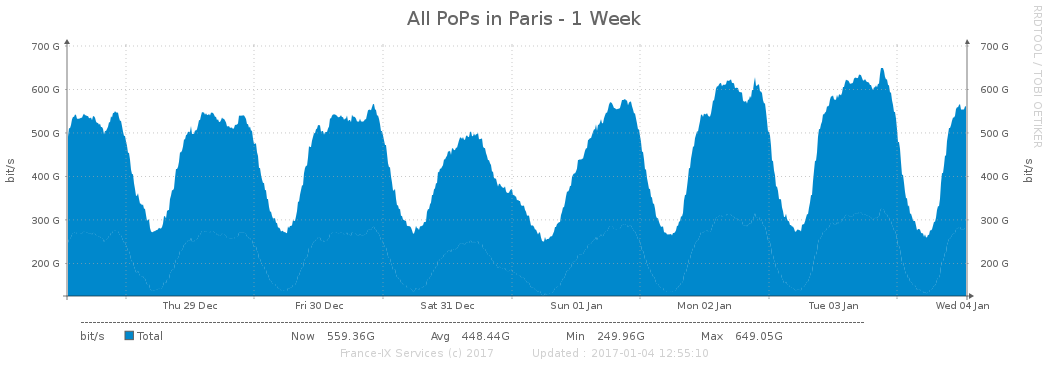 All PoPs in Paris - 1 Week
RRDTOOL / TOBI OETIKER
700 G 700 G
600 G 600 G
500 G 500 G
400 G 400 G
300 G 300 G
200 G 200 G
bit/s bit/s
Thu 29 Dec Fri 30 Dec Sat 31 Dec Sun 01 Jan Mon 02 Jan Tue 03 Jan Wed 04 Jan
bit/s Total Now 559.36G Avg 448.44G Min 249.96G Max 649.05G
France-IX Services (c) 2017 Updated : 2017-01-04 12:55:10